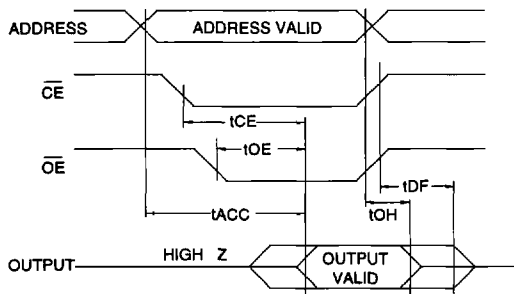 ADDRESS
ADDRESS VALID
CE
tCE
OE
tOE
tDF
tACC
tOH
OUTPUT
HIGH Z
OUTPUT
VALID